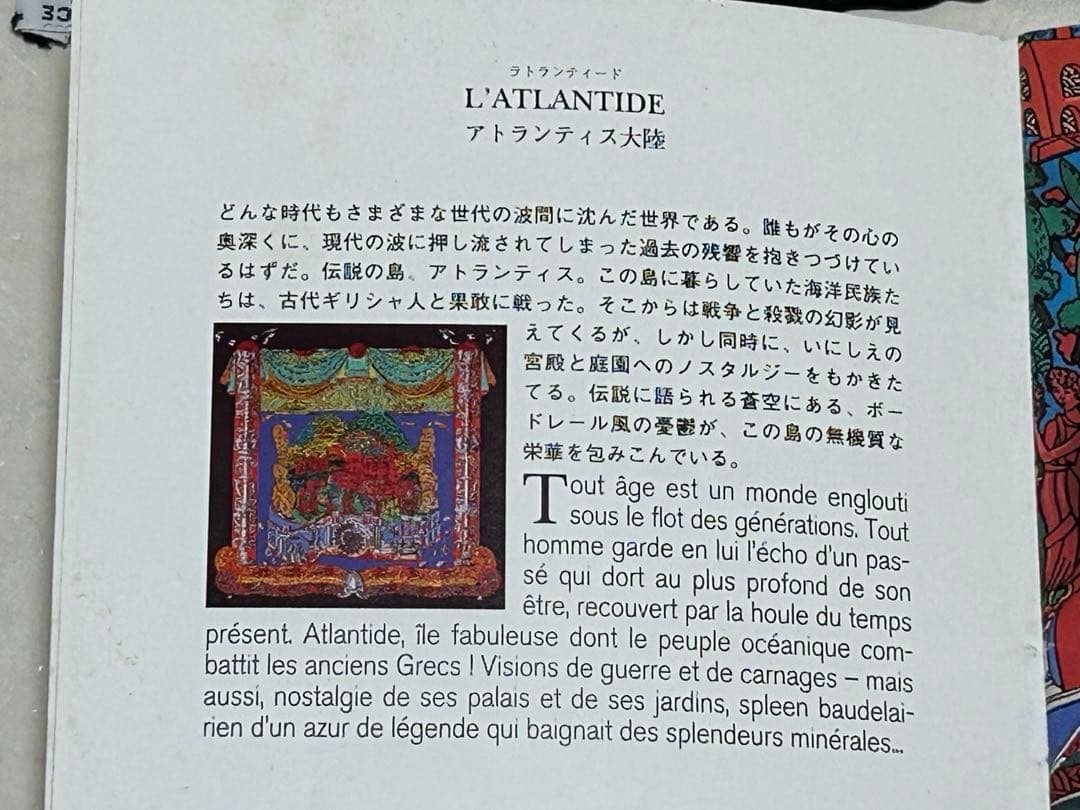 ラトランティード
L'ATLANTIDE
アトランティス大陸
どんな時代もさまざまな世代の波間に沈んだ世界である。誰もがその心の
奥深くに、現代の波に押し流されてしまった過去の残響を抱きつづけてい
るはずだ。伝説の島、アトランティス。この島に暮らしていた海洋民族た
ちは、古代ギリシャ人と果敢に戦った。そこからは戦争と殺戮の幻影が見
えてくるが、しかし同時に、いにしえの
宮殿と庭園へのノスタルジーをもかきた
てる。伝説に語られる蒼空にある、ボー
ドレール風の憂鬱が、この島の無機質な
栄華を包みこんでいる。
Tout âge est un monde englouti
sous le flot des générations. Tout
homme garde en lui l'écho d'un pas-
sé qui dort au plus profond de son
être, recouvert par la houle du temps
présent. Atlantide, île fabuleuse dont le peuple océanique com-
battit les anciens Grecs ! Visions de guerre et de carnages – mais
aussi, nostalgie de ses palais et de ses jardins, spleen baudelai-
rien d'un azur de légende qui baignait des splendeurs minérales...